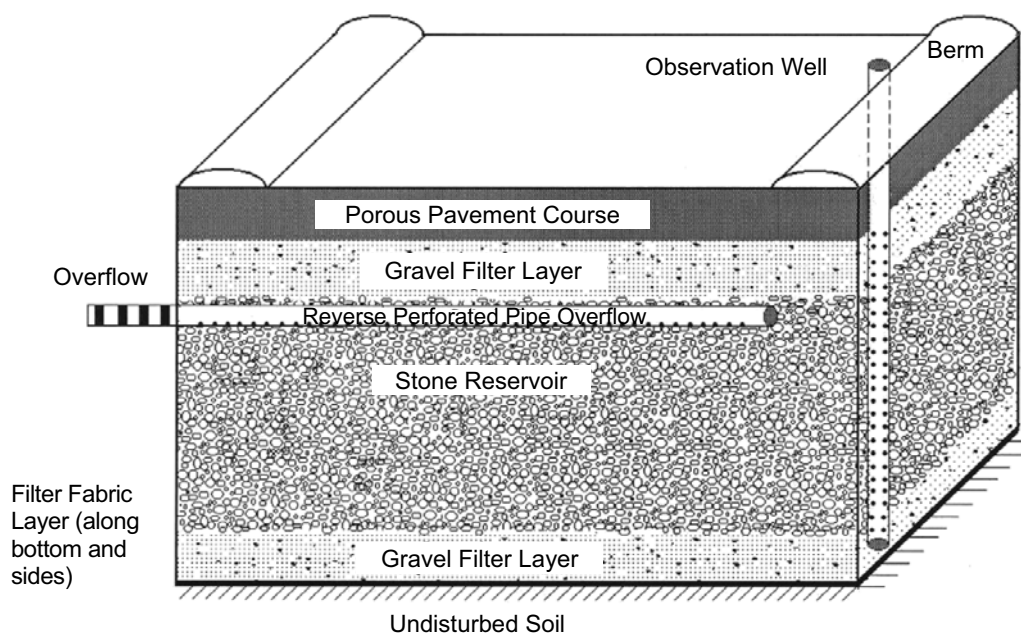 Berm
Observation Well
Porous Pavement Course
Gravel Filter Layer
Overflow
Reverse Perforated Pipe Overflow
Stone Reservoir
Filter Fabric
Layer (along
bottom and
sides)
Gravel Filter Layer
Undisturbed Soil